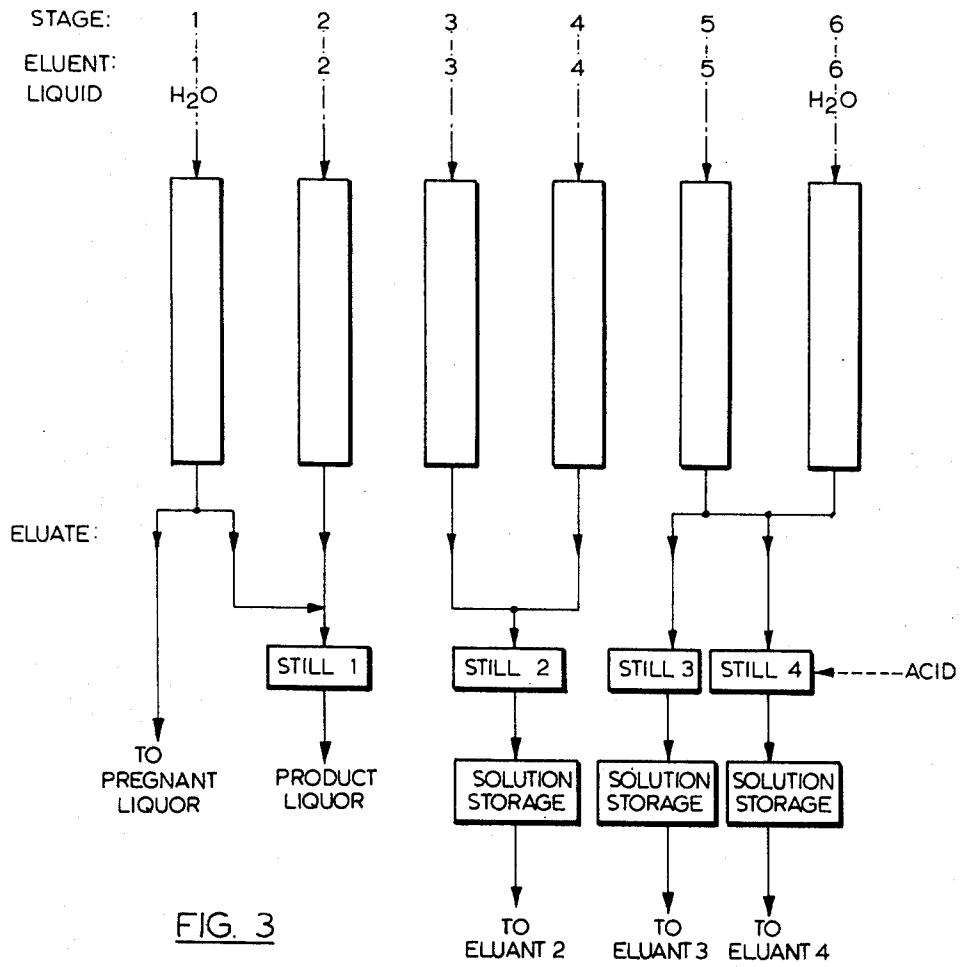 STAGE: 1 2 3 4 5 6
ELUENT: 1 2 3 4 5 6
LIQUID H2O H2O
ELUATE:
STILL 1 STILL 2 STILL 3 STILL 4 ACID
TO
PREGNANT
LIQUOR
PRODUCT
LIQUOR
SOLUTION
STORAGE
SOLUTION
STORAGE
SOLUTION
STORAGE
FIG. 3
TO
ELUANT 2
TO
ELUANT 3
TO
ELUANT 4